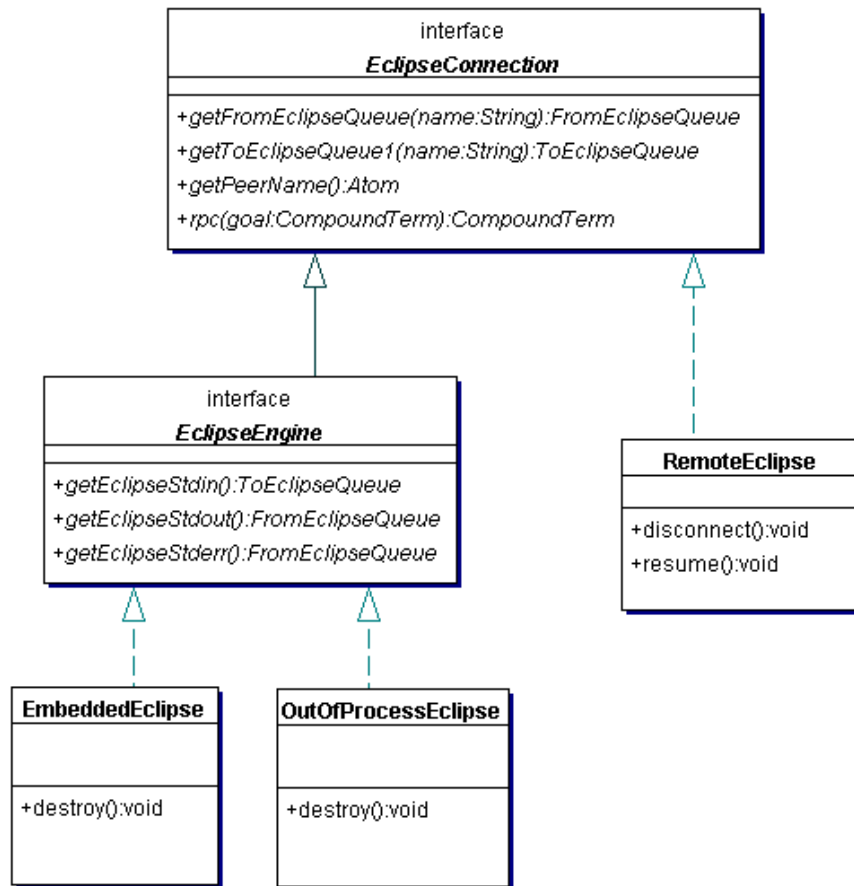 interface
EclipseConnection
+getFromEclipseQueue(name:String):FromEclipseQueue
+getToEclipseQueue1(name:String):ToEclipseQueue
+getPeerName():Atom
+rpc(goal:CompoundTerm):CompoundTerm
interface
EclipseEngine
+getEclipseStdin():ToEclipseQueue
+getEclipseStdout():FromEclipseQueue
+getEclipseStderr():FromEclipseQueue
RemoteEclipse
+disconnect():void
+resume():void
EmbeddedEclipse
+destroy():void
OutOfProcessEclipse
+destroy():void